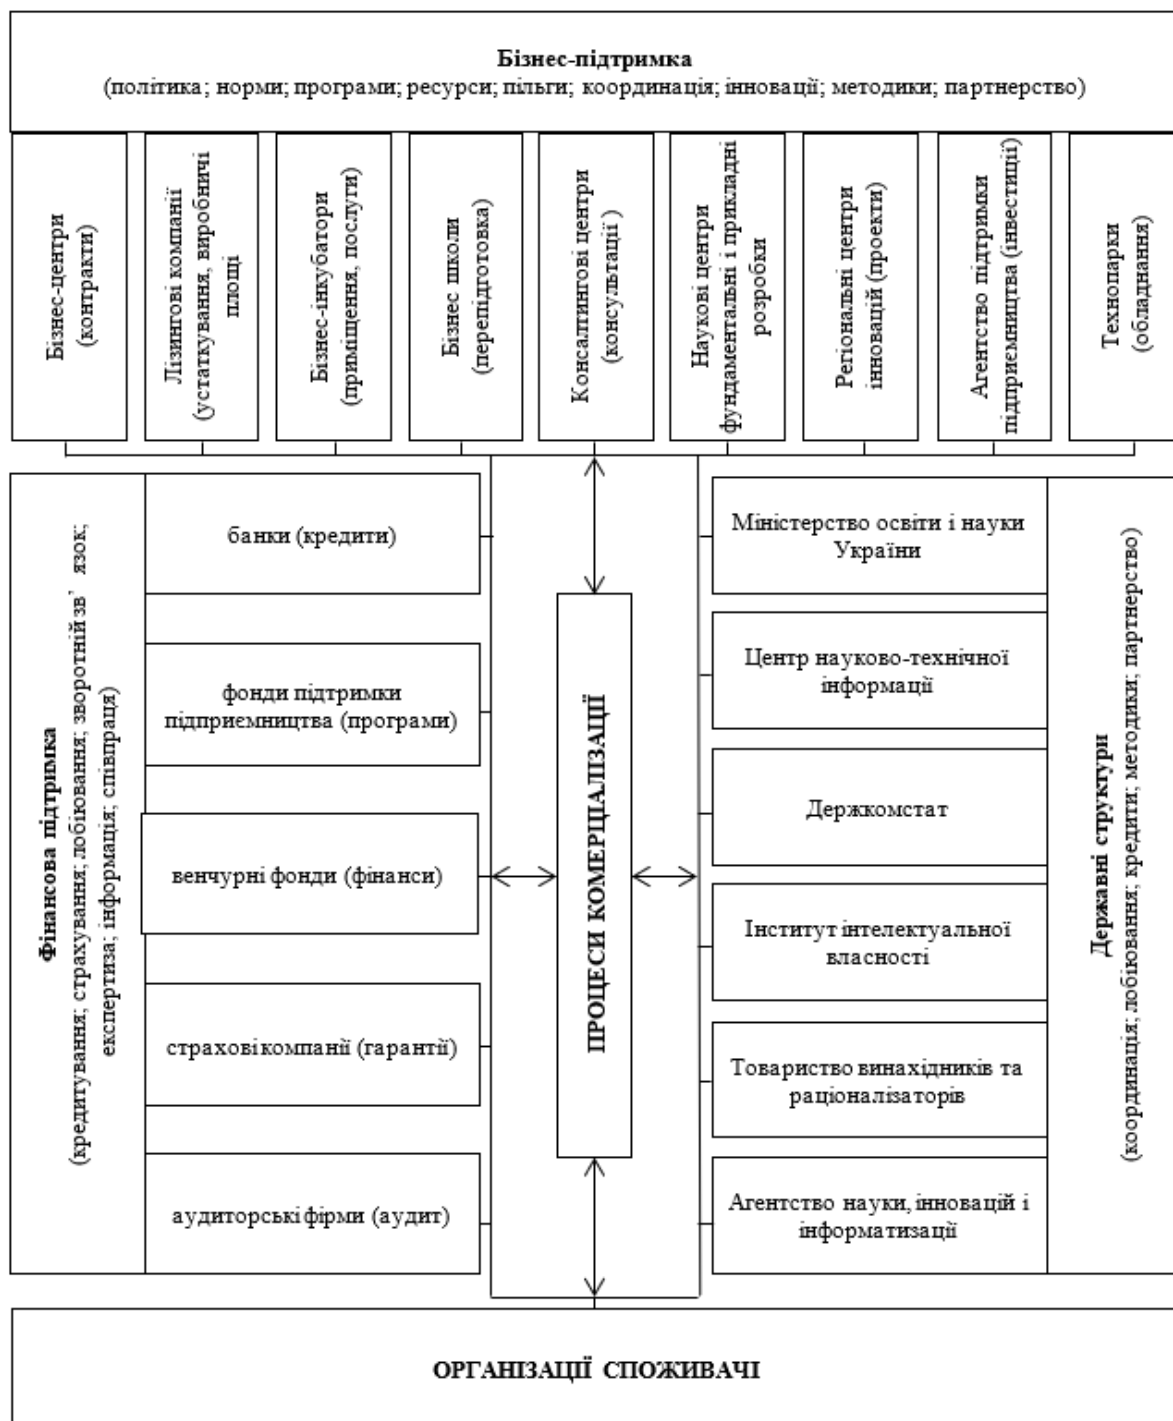 Бізнес-підтримка
(політика; норми; програми; ресурси; пільги; координація; інновації; методики; партнерство)
Бізнес-центри
(контракти)
Лізингові компанії
(устаткування, виробничі
площі
Бізнес-інкубатори
(приміщення, послуги)
Бізнес школи
(перепідготовка)
Консалтингові центри
(консультації )
Наукові центри
фундаментальні і прикладні
розробки
Регіональні центри
інновацій (проекти)
Агентство підтримки
підприємництва (інвестиції)
Технопарки
(обладнання)
Фінансова підтримка
(кредитування; страхування; лобіювання; зворотній зв’ язок;
експертиза; інформація; співпраця)
банки (кредити)
фонди підтримки
підприємництва (програми)
венчурні фонди (фінанси)
страхові компанії (гарантії)
аудиторські фірми (аудит)
ПРОЦЕСИ КОМЕРЦІАЛІЗАЦІЇ
Міністерство освіти і науки
України
Центр науково-технічної
інформації
Держкомстат
Інститут інтелектуальної
власності
Товариство винахідників та
раціоналізаторів
Агентство науки, інновацій і
інформатизації
Державні структури
(координація; лобіювання; кредити; методики; партнерство)
ОРГАНІЗАЦІЇ СПОЖИВАЧІ